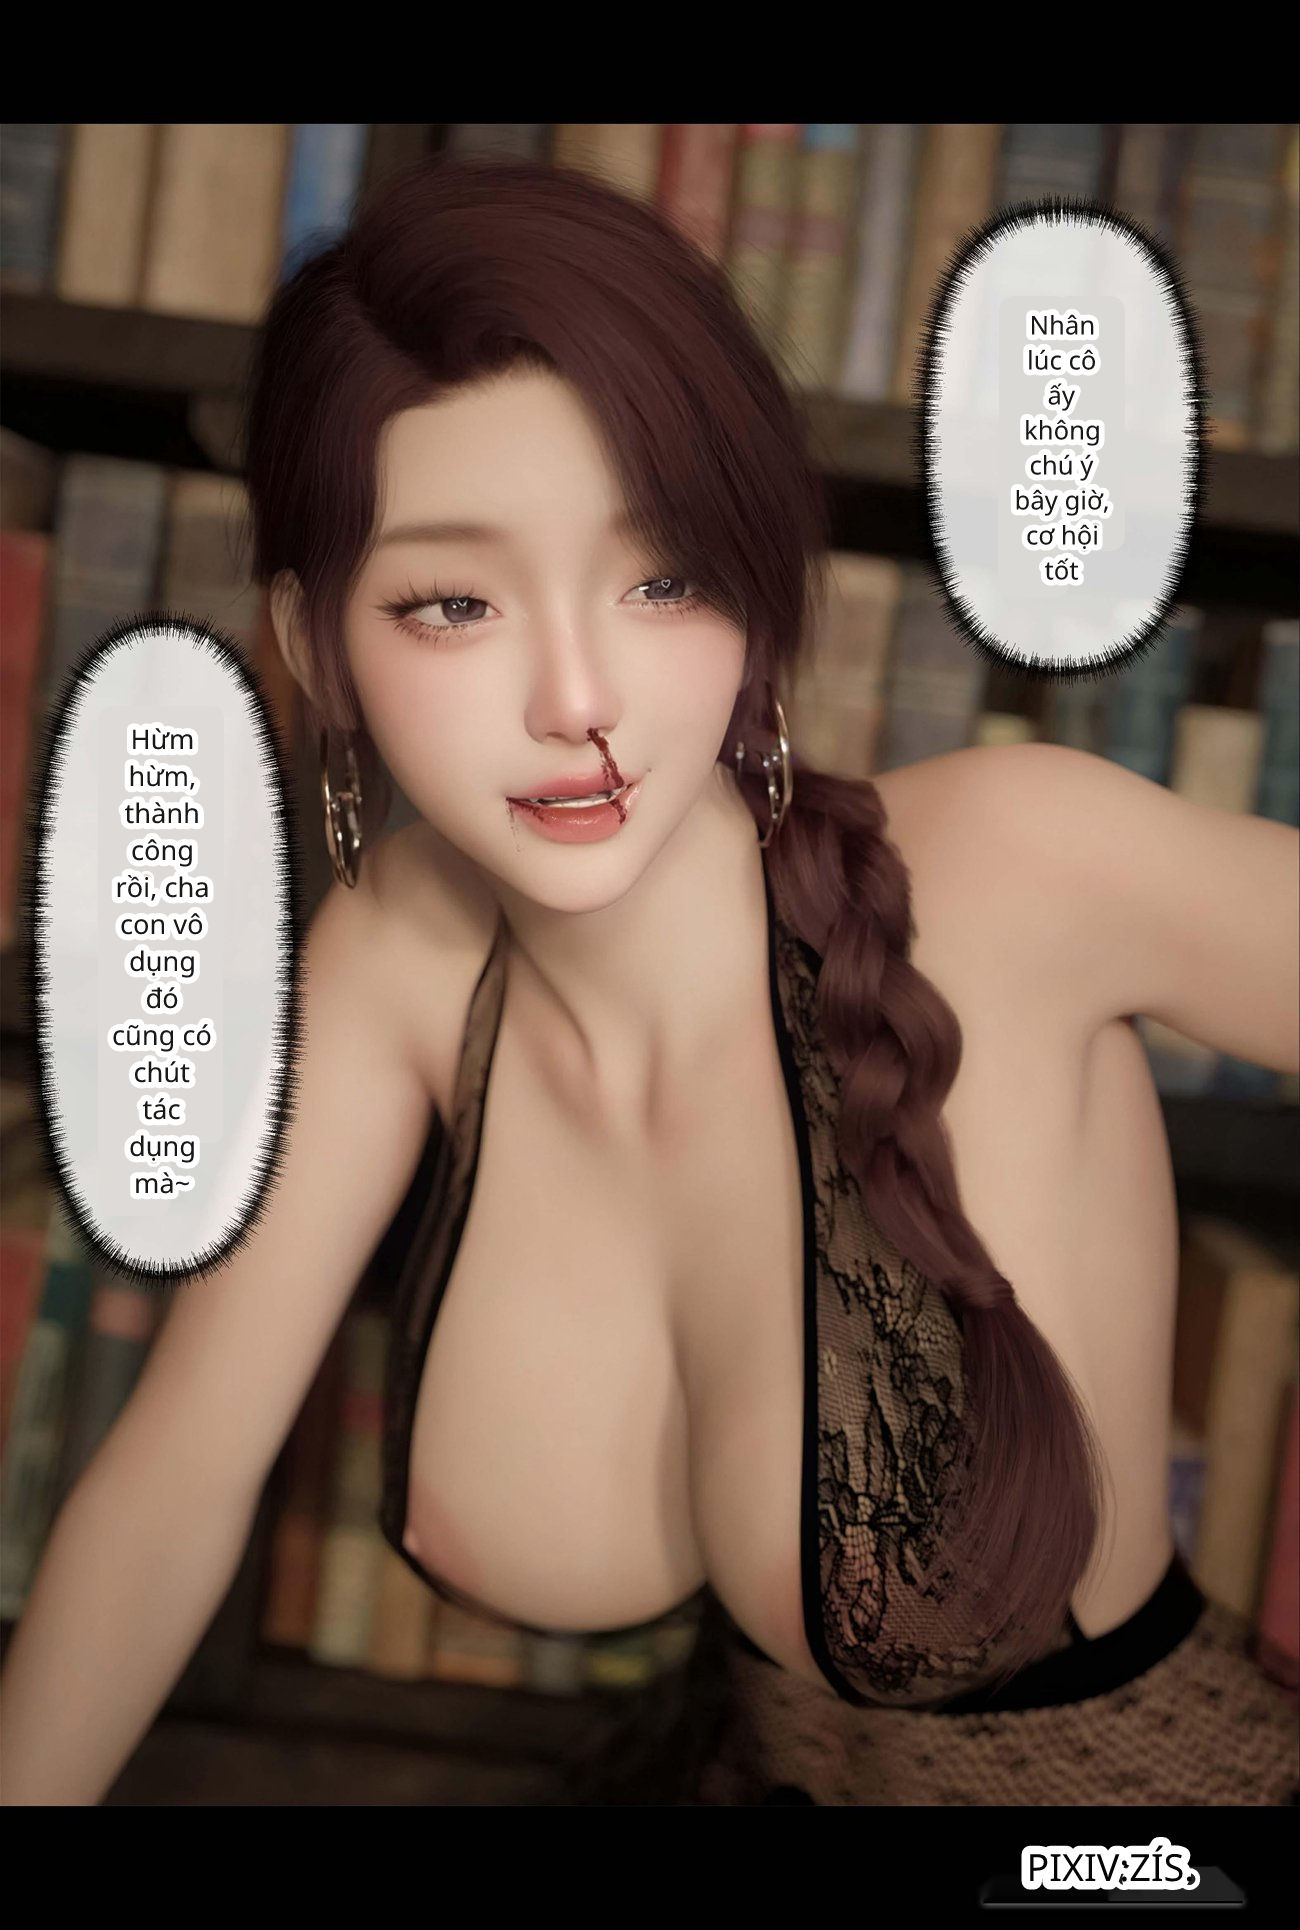 Nhân
lúc cô
ấy
không
chú ý
bây giờ,
cơ hội
tốt
Hừm
hừm,
thành
công
rồi, cha
con vô
dụng
đó
cũng có
chút
tác
dụng
mà~
PIXIV:ZÍS,